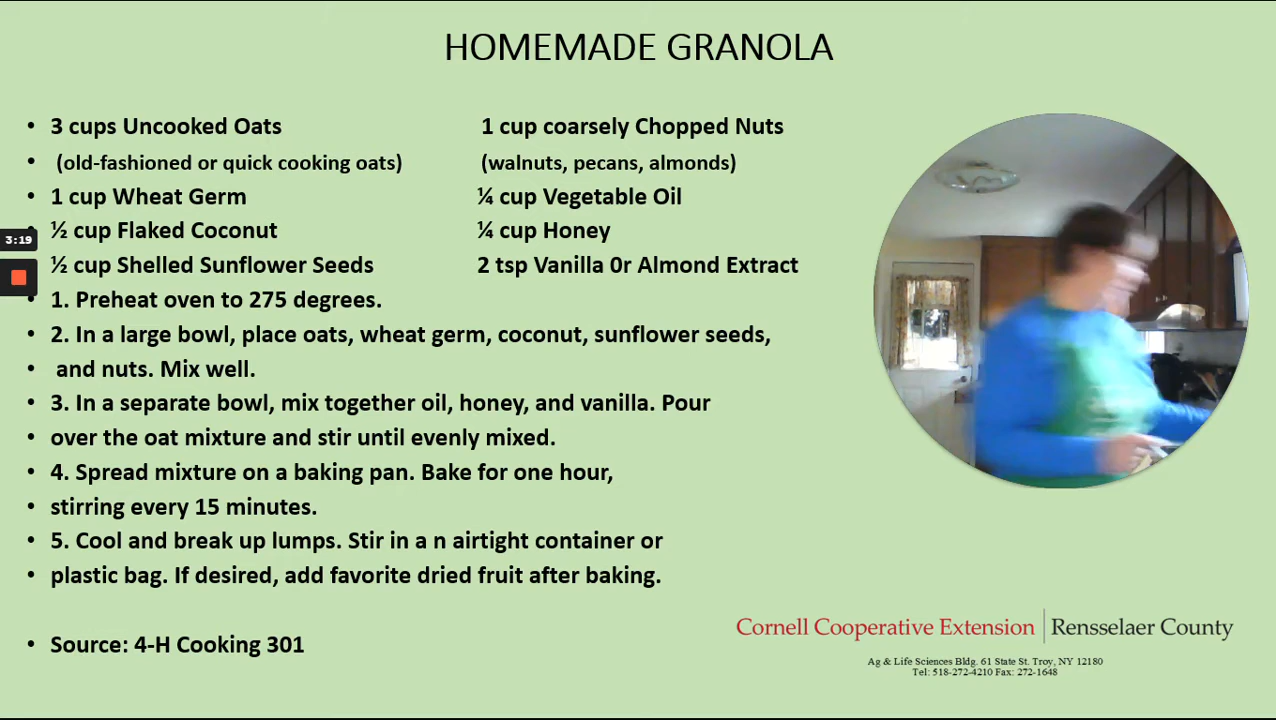 HOMEMADE GRANOLA
• 3 cups Uncooked Oats 1 cup coarsely Chopped Nuts
• (old-fashioned or quick cooking oats) (walnuts, pecans, almonds)
• 1 cup Wheat Germ ¼ cup Vegetable Oil
• ½ cup Flaked Coconut ¼ cup Honey
3:19
½ cup Shelled Sunflower Seeds 2 tsp Vanilla 0r Almond Extract
• 1. Preheat oven to 275 degrees.
• 2. In a large bowl, place oats, wheat germ, coconut, sunflower seeds,
• and nuts. Mix well.
• 3. In a separate bowl, mix together oil, honey, and vanilla. Pour
• over the oat mixture and stir until evenly mixed.
• 4. Spread mixture on a baking pan. Bake for one hour,
• stirring every 15 minutes.
• 5. Cool and break up lumps. Stir in a n airtight container or
• plastic bag. If desired, add favorite dried fruit after baking.
• Source: 4-H Cooking 301
Cornell Cooperative Extension | Rensselaer County
Ag & Life Sciences Bldg. 61 State St. Troy, NY 12180
Tel: 518-272-4210 Fax: 272-1648